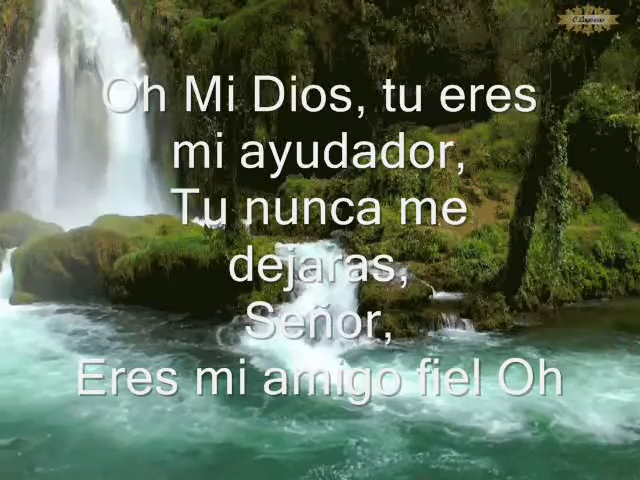 Oh Mi Dios, tu eres
mi ayudador,
Tu nunca me
dejaras,
Señor,
Eres mi amigo fiel Oh